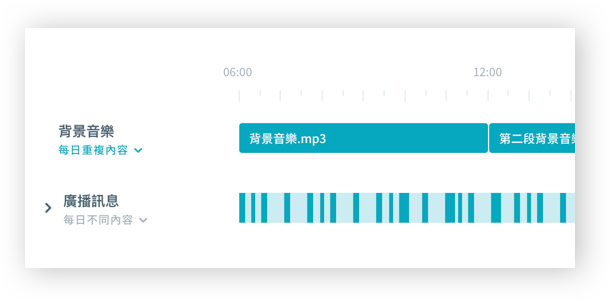 06:00 12:00
背景音樂
每日重複內容
背景音樂.mp3 第二段背景音
廣播訊息
每日不同內容